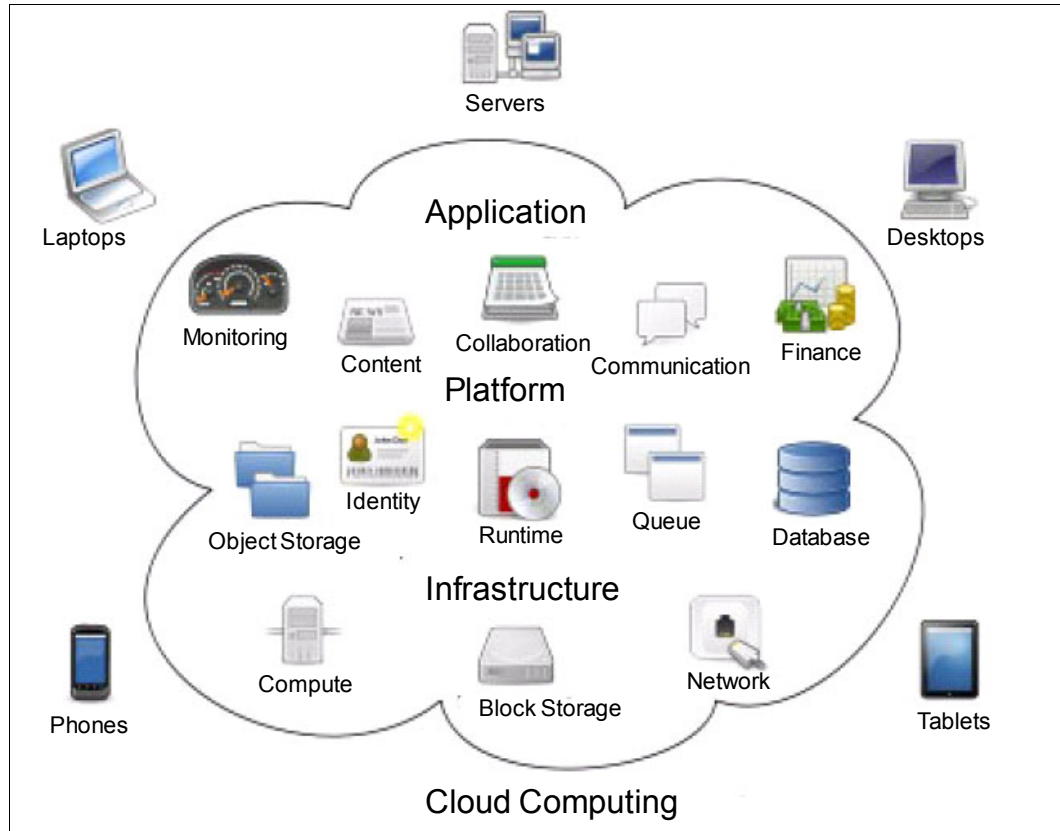 Servers
Laptops
Desktops
Application
Monitoring
Content
Collaboration
Communication
Finance
Platform
Object Storage
Identity
Runtime
Queue
Database
Infrastructure
Compute
Block Storage
Network
Phones
Tablets
Cloud Computing